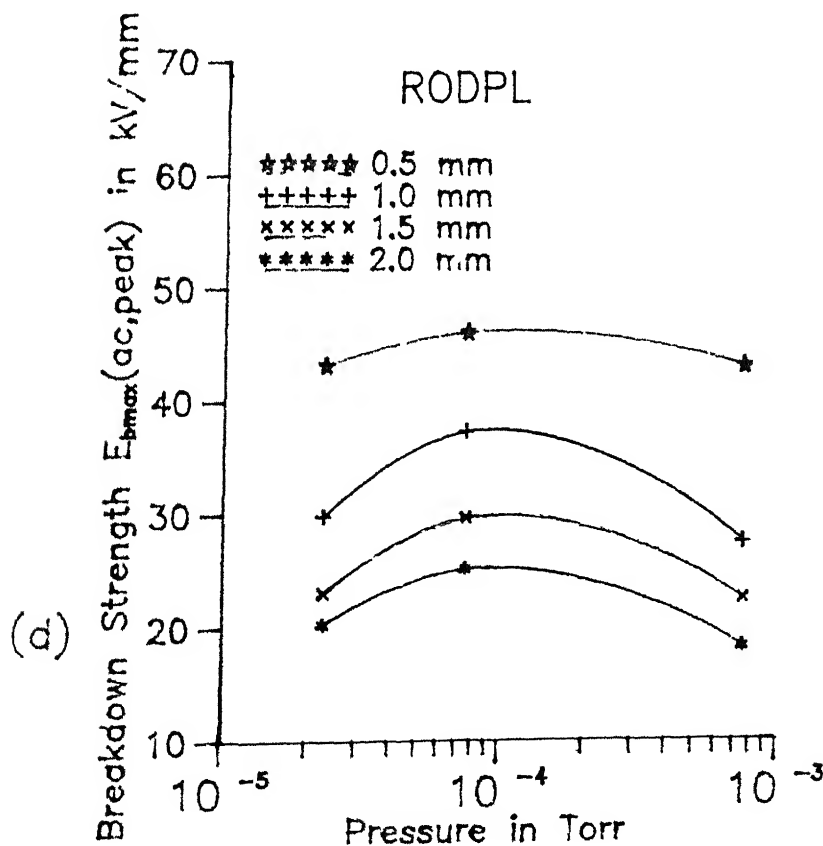 (d)
Breakdown Strength Ebmax(ac,peak) in kV/mm
70
60
50
40
30
20
10
RODPL
☆☆☆☆☆ 0.5 mm
+++++ 1.0 mm
××××× 1.5 mm
***** 2.0 mm
10⁻⁵
10⁻⁴
10⁻³
Pressure in Torr